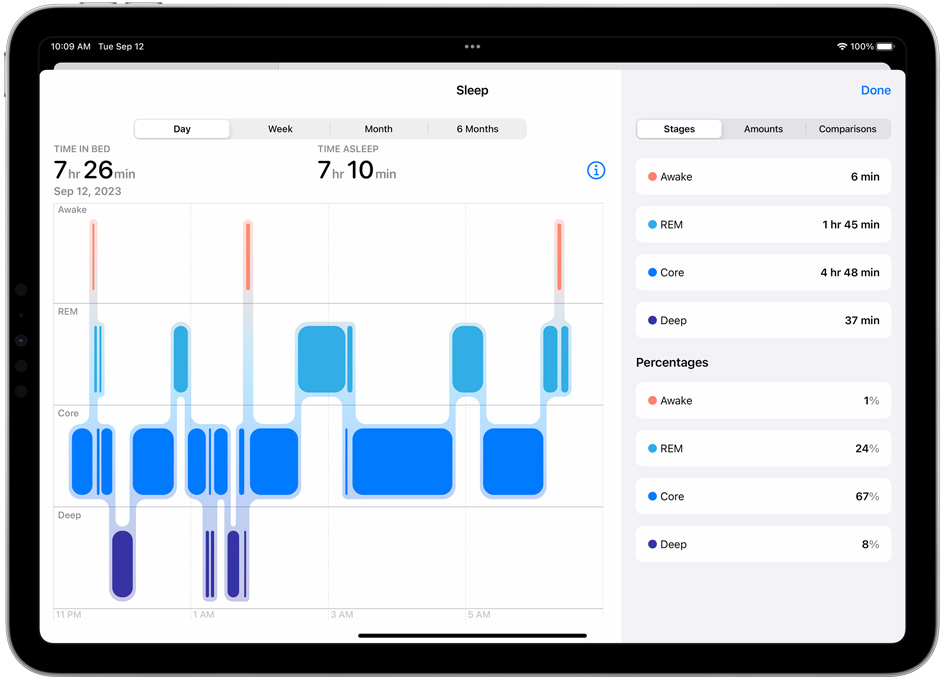 10:09 AM Tue Sep 12
100%
Sleep
Done
Day Week Month 6 Months
Stages Amounts Comparisons
TIME IN BED
7 hr 26 min
Sep 12, 2023
TIME ASLEEP
7 hr 10 min
Awake
REM
Core
Deep
11 PM 1 AM 3 AM 5 AM
Awake 6 min
REM 1 hr 45 min
Core 4 hr 48 min
Deep 37 min
Percentages
Awake 1%
REM 24%
Core 67%
Deep 8%